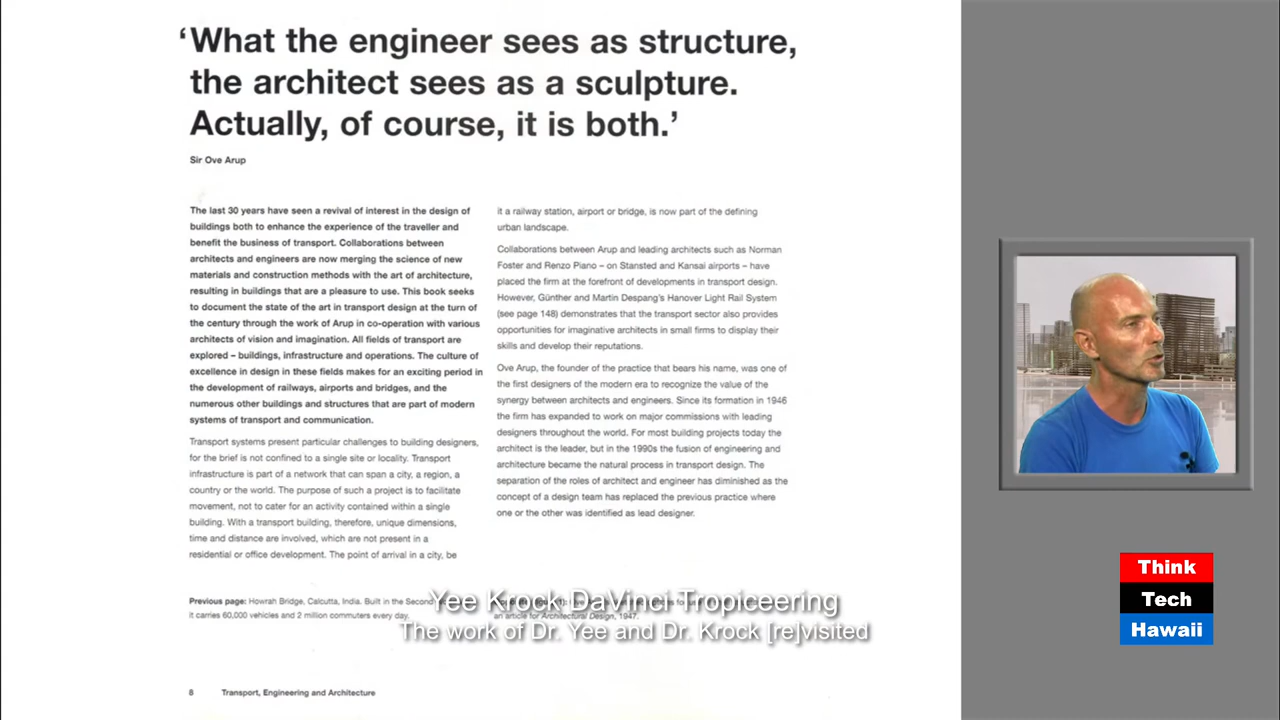 ‘What the engineer sees as structure,
the architect sees as a sculpture.
Actually, of course, it is both.’
Sir Ove Arup
The last 30 years have seen a revival of interest in the design of
buildings both to enhance the experience of the traveller and
benefit the business of transport. Collaborations between
architects and engineers are now merging the science of new
materials and construction methods with the art of architecture,
resulting in buildings that are a pleasure to use. This book seeks
to document the state of the art in transport design at the turn of
the century through the work of Arup in co-operation with various
architects of vision and imagination. All fields of transport are
explored – buildings, infrastructure and operations. The culture of
excellence in design in these fields makes for an exciting period in
the development of railways, airports and bridges, and the
numerous other buildings and structures that are part of modern
systems of transport and communication.
Transport systems present particular challenges to building designers,
for the brief is not confined to a single site or locality. Transport
infrastructure is part of a network that can span a city, a region, a
country or the world. The purpose of such a project is to facilitate
movement, not to cater for an activity contained within a single
building. With a transport building, therefore, unique dimensions,
time and distance are involved, which are not present in a
residential or office development. The point of arrival in a city, be
it a railway station, airport or bridge, is now part of the defining
urban landscape.
Collaborations between Arup and leading architects such as Norman
Foster and Renzo Piano – on Stansted and Kansai airports – have
placed the firm at the forefront of developments in transport design.
However, Günther and Martin Despang's Hanover Light Rail System
(see page 148) demonstrates that the transport sector also provides
opportunities for imaginative architects in small firms to display their
skills and develop their reputations.
Ove Arup, the founder of the practice that bears his name, was one of
the first designers of the modern era to recognize the value of the
synergy between architects and engineers. Since its formation in 1946
the firm has expanded to work on major commissions with leading
designers throughout the world. For most building projects today the
architect is the leader, but in the 1990s the fusion of engineering and
architecture became the natural process in transport design. The
separation of the roles of architect and engineer has diminished as the
concept of a design team has replaced the previous practice where
one or the other was identified as lead designer.
Previous page: Howrah Bridge, Calcutta, India. Built in the Second
it carries 60,000 vehicles and 2 million commuters every day.
an article for Architectural Design, 1947.
Yee Krock DaVinci Tropiceering
The work of Dr. Yee and Dr. Krock [re]visited
8 Transport, Engineering and Architecture
Think
Tech
Hawaii